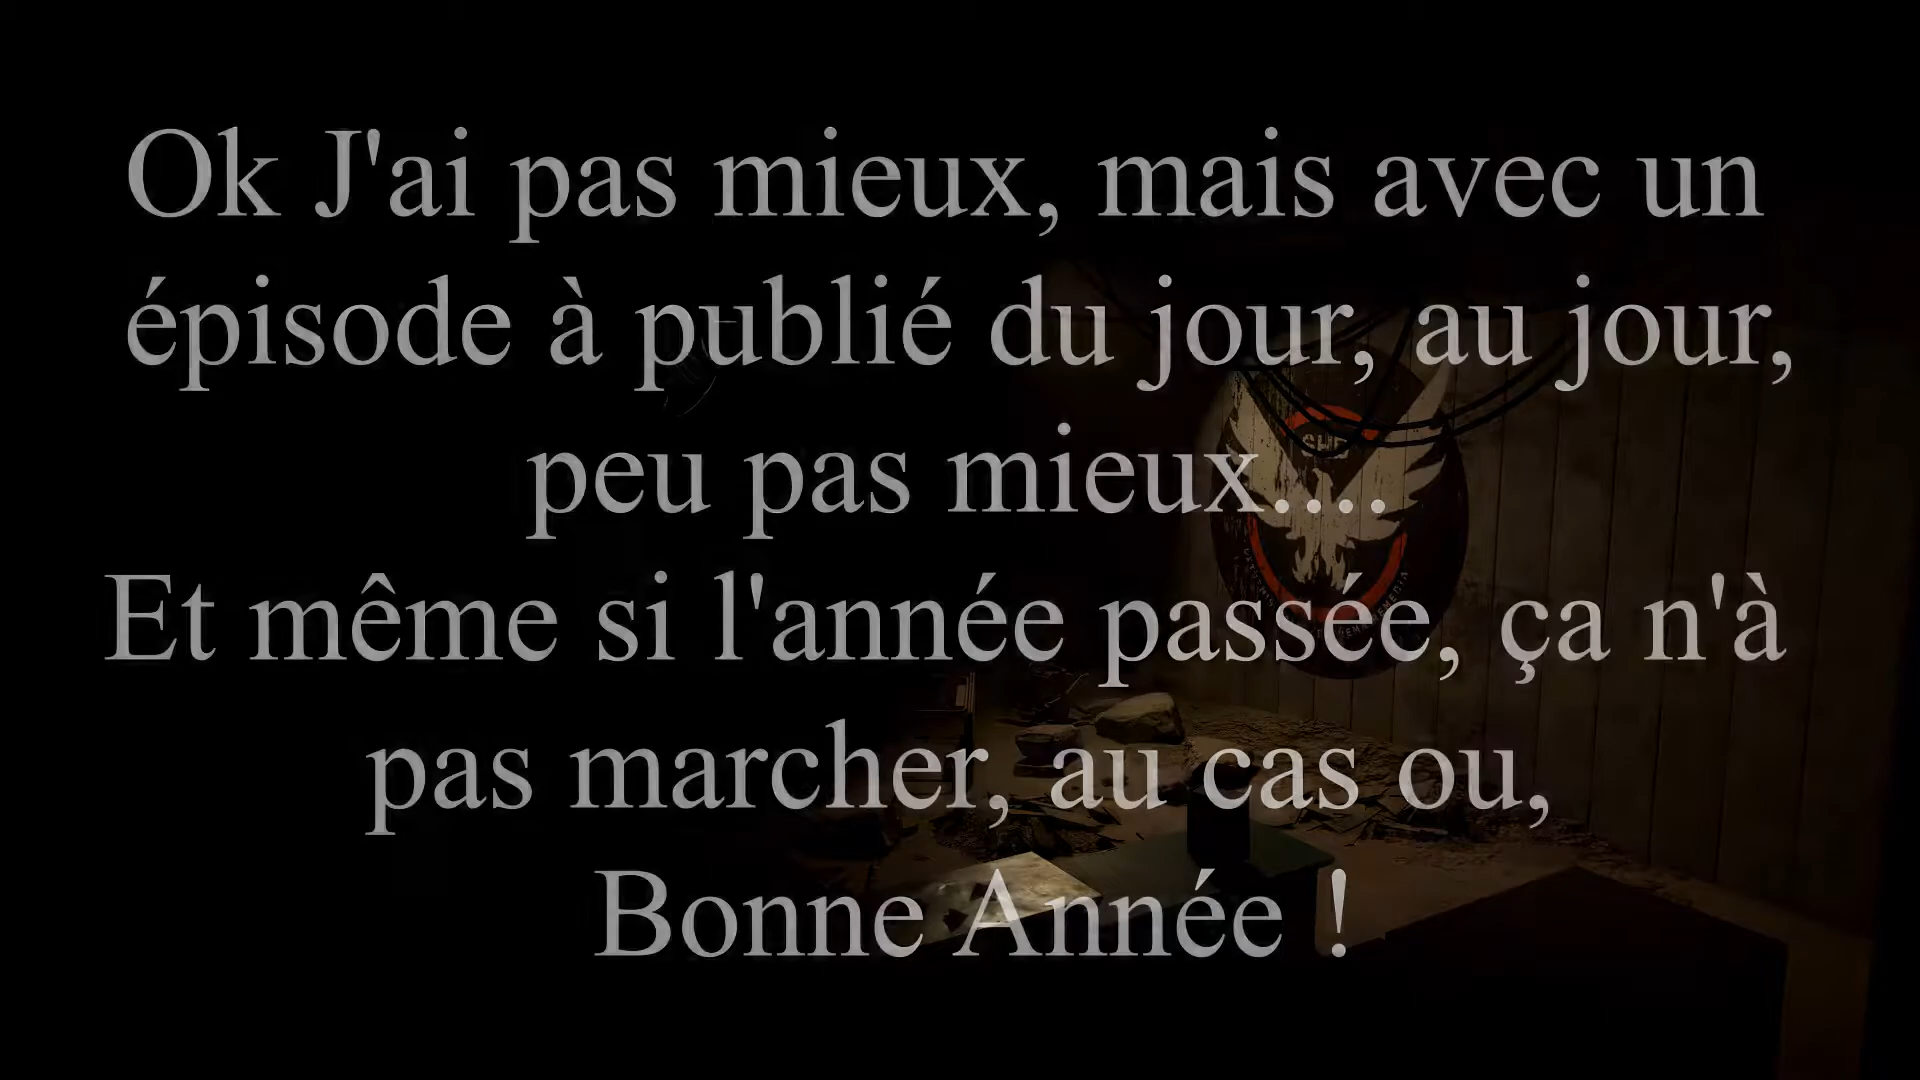 Ok J'ai pas mieux, mais avec un
épisode à publié du jour, au jour,
peu pas mieux....
Et même si l'année passée, ça n'à
pas marcher, au cas ou,
Bonne Année !